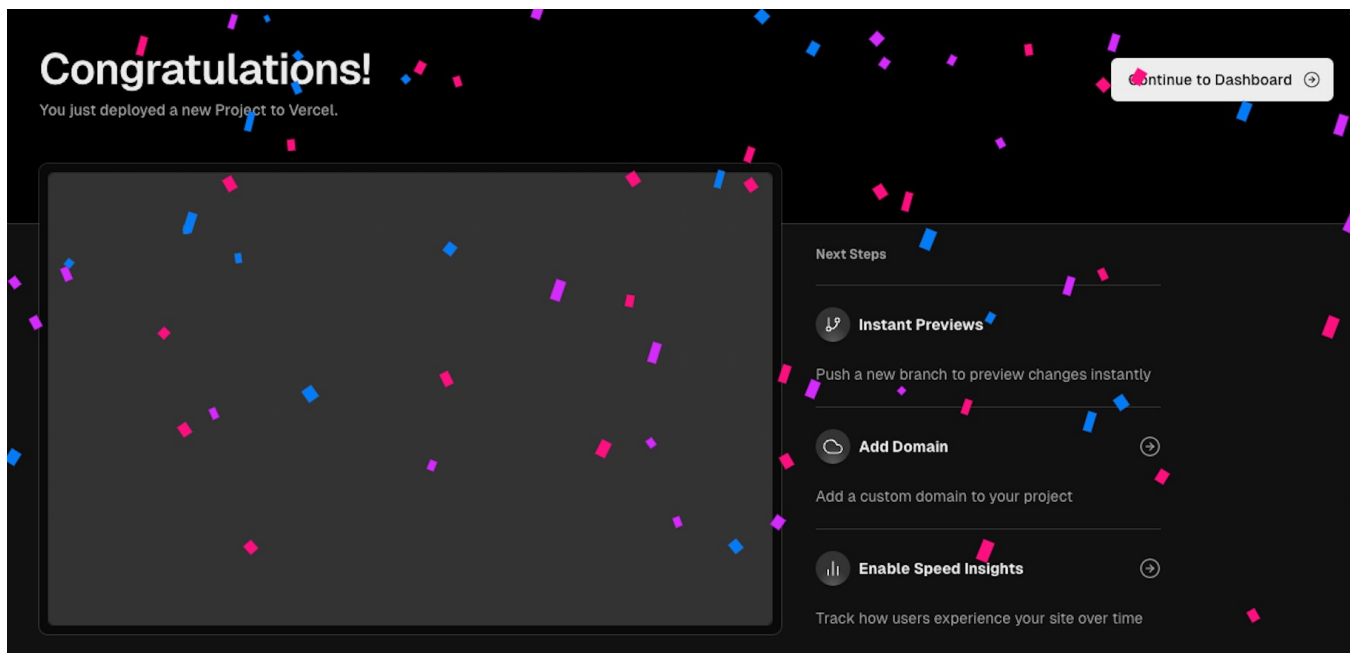 Congratulations!
You just deployed a new Project to Vercel.
Continue to Dashboard
Next Steps
Instant Previews
Push a new branch to preview changes instantly
Add Domain
Add a custom domain to your project
Enable Speed Insights
Track how users experience your site over time